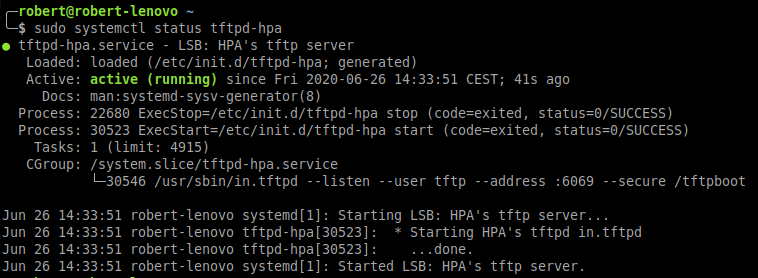 robert@robert-lenovo ~
$ sudo systemctl status tftpd-hpa
● tftpd-hpa.service - LSB: HPA's tftp server
Loaded: loaded (/etc/init.d/tftpd-hpa; generated)
Active: active (running) since Fri 2020-06-26 14:33:51 CEST; 41s ago
Docs: man:systemd-sysv-generator(8)
Process: 22680 ExecStop=/etc/init.d/tftpd-hpa stop (code=exited, status=0/SUCCESS)
Process: 30523 ExecStart=/etc/init.d/tftpd-hpa start (code=exited, status=0/SUCCESS)
Tasks: 1 (limit: 4915)
CGroup: /system.slice/tftpd-hpa.service
└─30546 /usr/sbin/in.tftpd --listen --user tftp --address :6069 --secure /tftpboot

Jun 26 14:33:51 robert-lenovo systemd[1]: Starting LSB: HPA's tftp server...
Jun 26 14:33:51 robert-lenovo tftpd-hpa[30523]:  * Starting HPA's tftpd in.tftpd
Jun 26 14:33:51 robert-lenovo tftpd-hpa[30523]:    ...done.
Jun 26 14:33:51 robert-lenovo systemd[1]: Started LSB: HPA's tftp server.